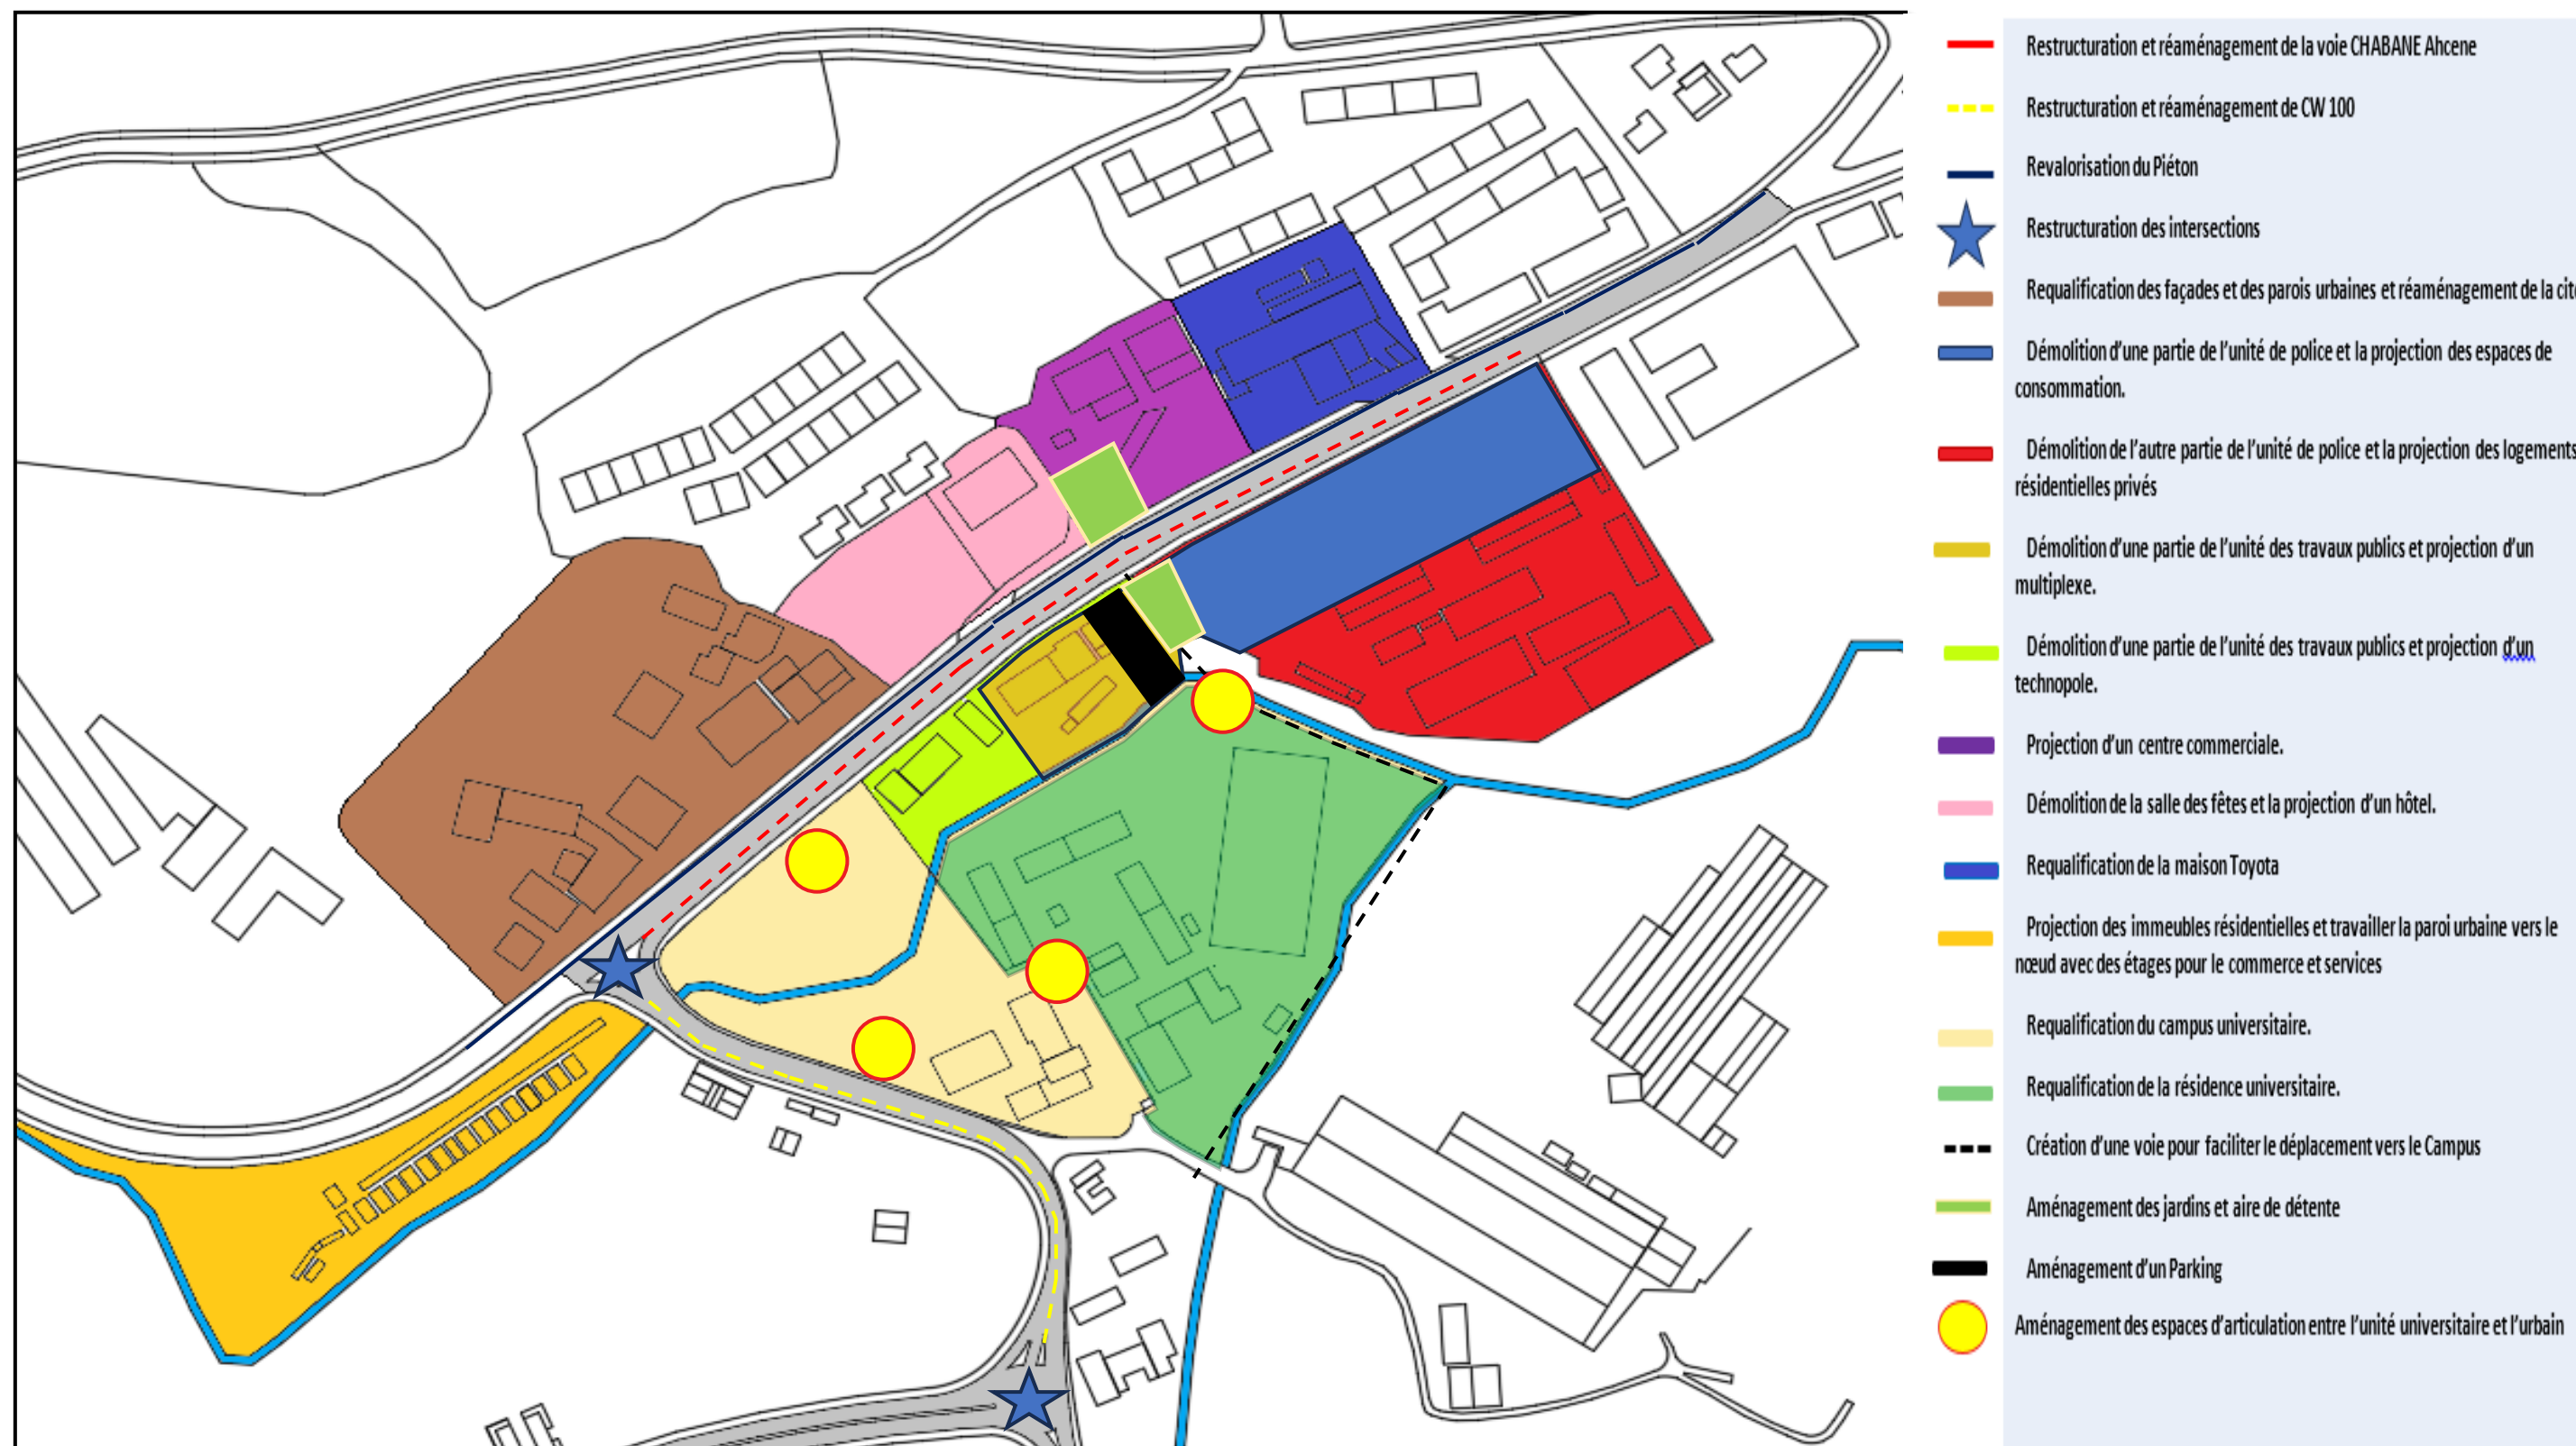 Restructuration et réaménagement de la voie CHABANE Ahcene
Restructuration et réaménagement de CW 100
Revalorisation du Piéton
Restructuration des intersections
Requalification des façades et des parois urbaines et réaménagement de la cit
Démolition d’une partie de l’unité de police et la projection des espaces de
consommation.
Démolition de l’autre partie de l’unité de police et la projection des logements
résidentielles privés
Démolition d’une partie de l’unité des travaux publics et projection d’un
multiplexe.
Démolition d’une partie de l’unité des travaux publics et projection d’un
technopole.
Projection d’un centre commerciale.
Démolition de la salle des fêtes et la projection d’un hôtel.
Requalification de la maison Toyota
Projection des immeubles résidentielles et travailler la paroi urbaine vers le
nœud avec des étages pour le commerce et services
Requalification du campus universitaire.
Requalification de la résidence universitaire.
Création d’une voie pour faciliter le déplacement vers le Campus
Aménagement des jardins et aire de détente
Aménagement d’un Parking
Aménagement des espaces d’articulation entre l’unité universitaire et l’urbain